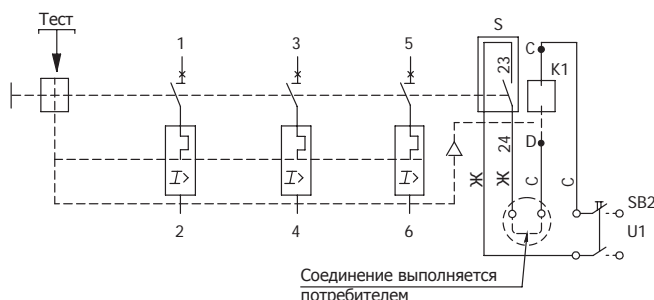 Тест
1
3
5
S
C
23
K1
24
D
Ж
Ж
C
C
I>
I>
I>
SB2
U1
2
4
6
Соединение выполняется
потребителем